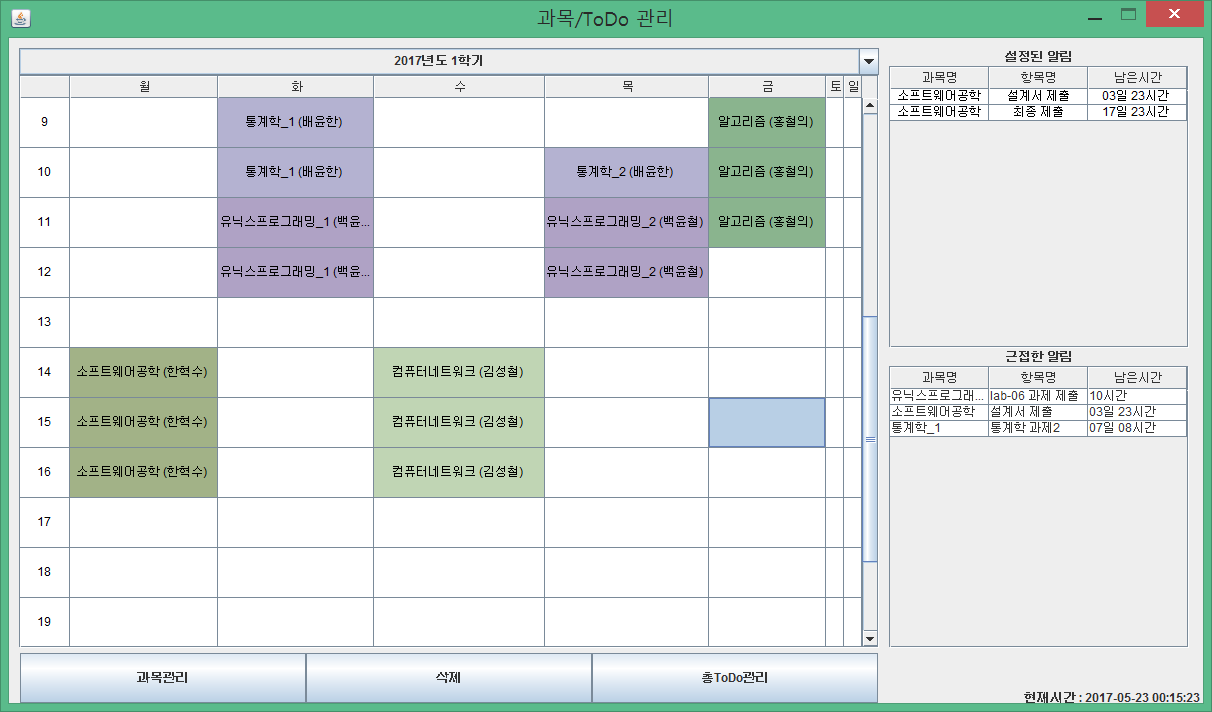 과목/ToDo 관리
2017년도 1학기
월 화 수 목 금 토 일
9 통계학_1 (배윤한) 알고리즘 (홍철의)
10 통계학_1 (배윤한) 통계학_2 (배윤한) 알고리즘 (홍철의)
11 유닉스프로그래밍_1 (백윤... 유닉스프로그래밍_2 (백윤철) 알고리즘 (홍철의)
12 유닉스프로그래밍_1 (백윤... 유닉스프로그래밍_2 (백윤철)
13
14 소프트웨어공학 (한혁수) 컴퓨터네트워크 (김성철)
15 소프트웨어공학 (한혁수) 컴퓨터네트워크 (김성철)
16 소프트웨어공학 (한혁수) 컴퓨터네트워크 (김성철)
17
18
19
과목관리 삭제 총ToDo관리
설정된 알림
과목명 항목명 남은시간
소프트웨어공학 설계서 제출 03일 23시간
소프트웨어공학 최종 제출 17일 23시간
근접한 알림
과목명 항목명 남은시간
유닉스프로그래... lab-06 과제 제출 10시간
소프트웨어공학 설계서 제출 03일 23시간
통계학_1 통계학 과제2 07일 08시간
현재시간 : 2017-05-23 00:15:23